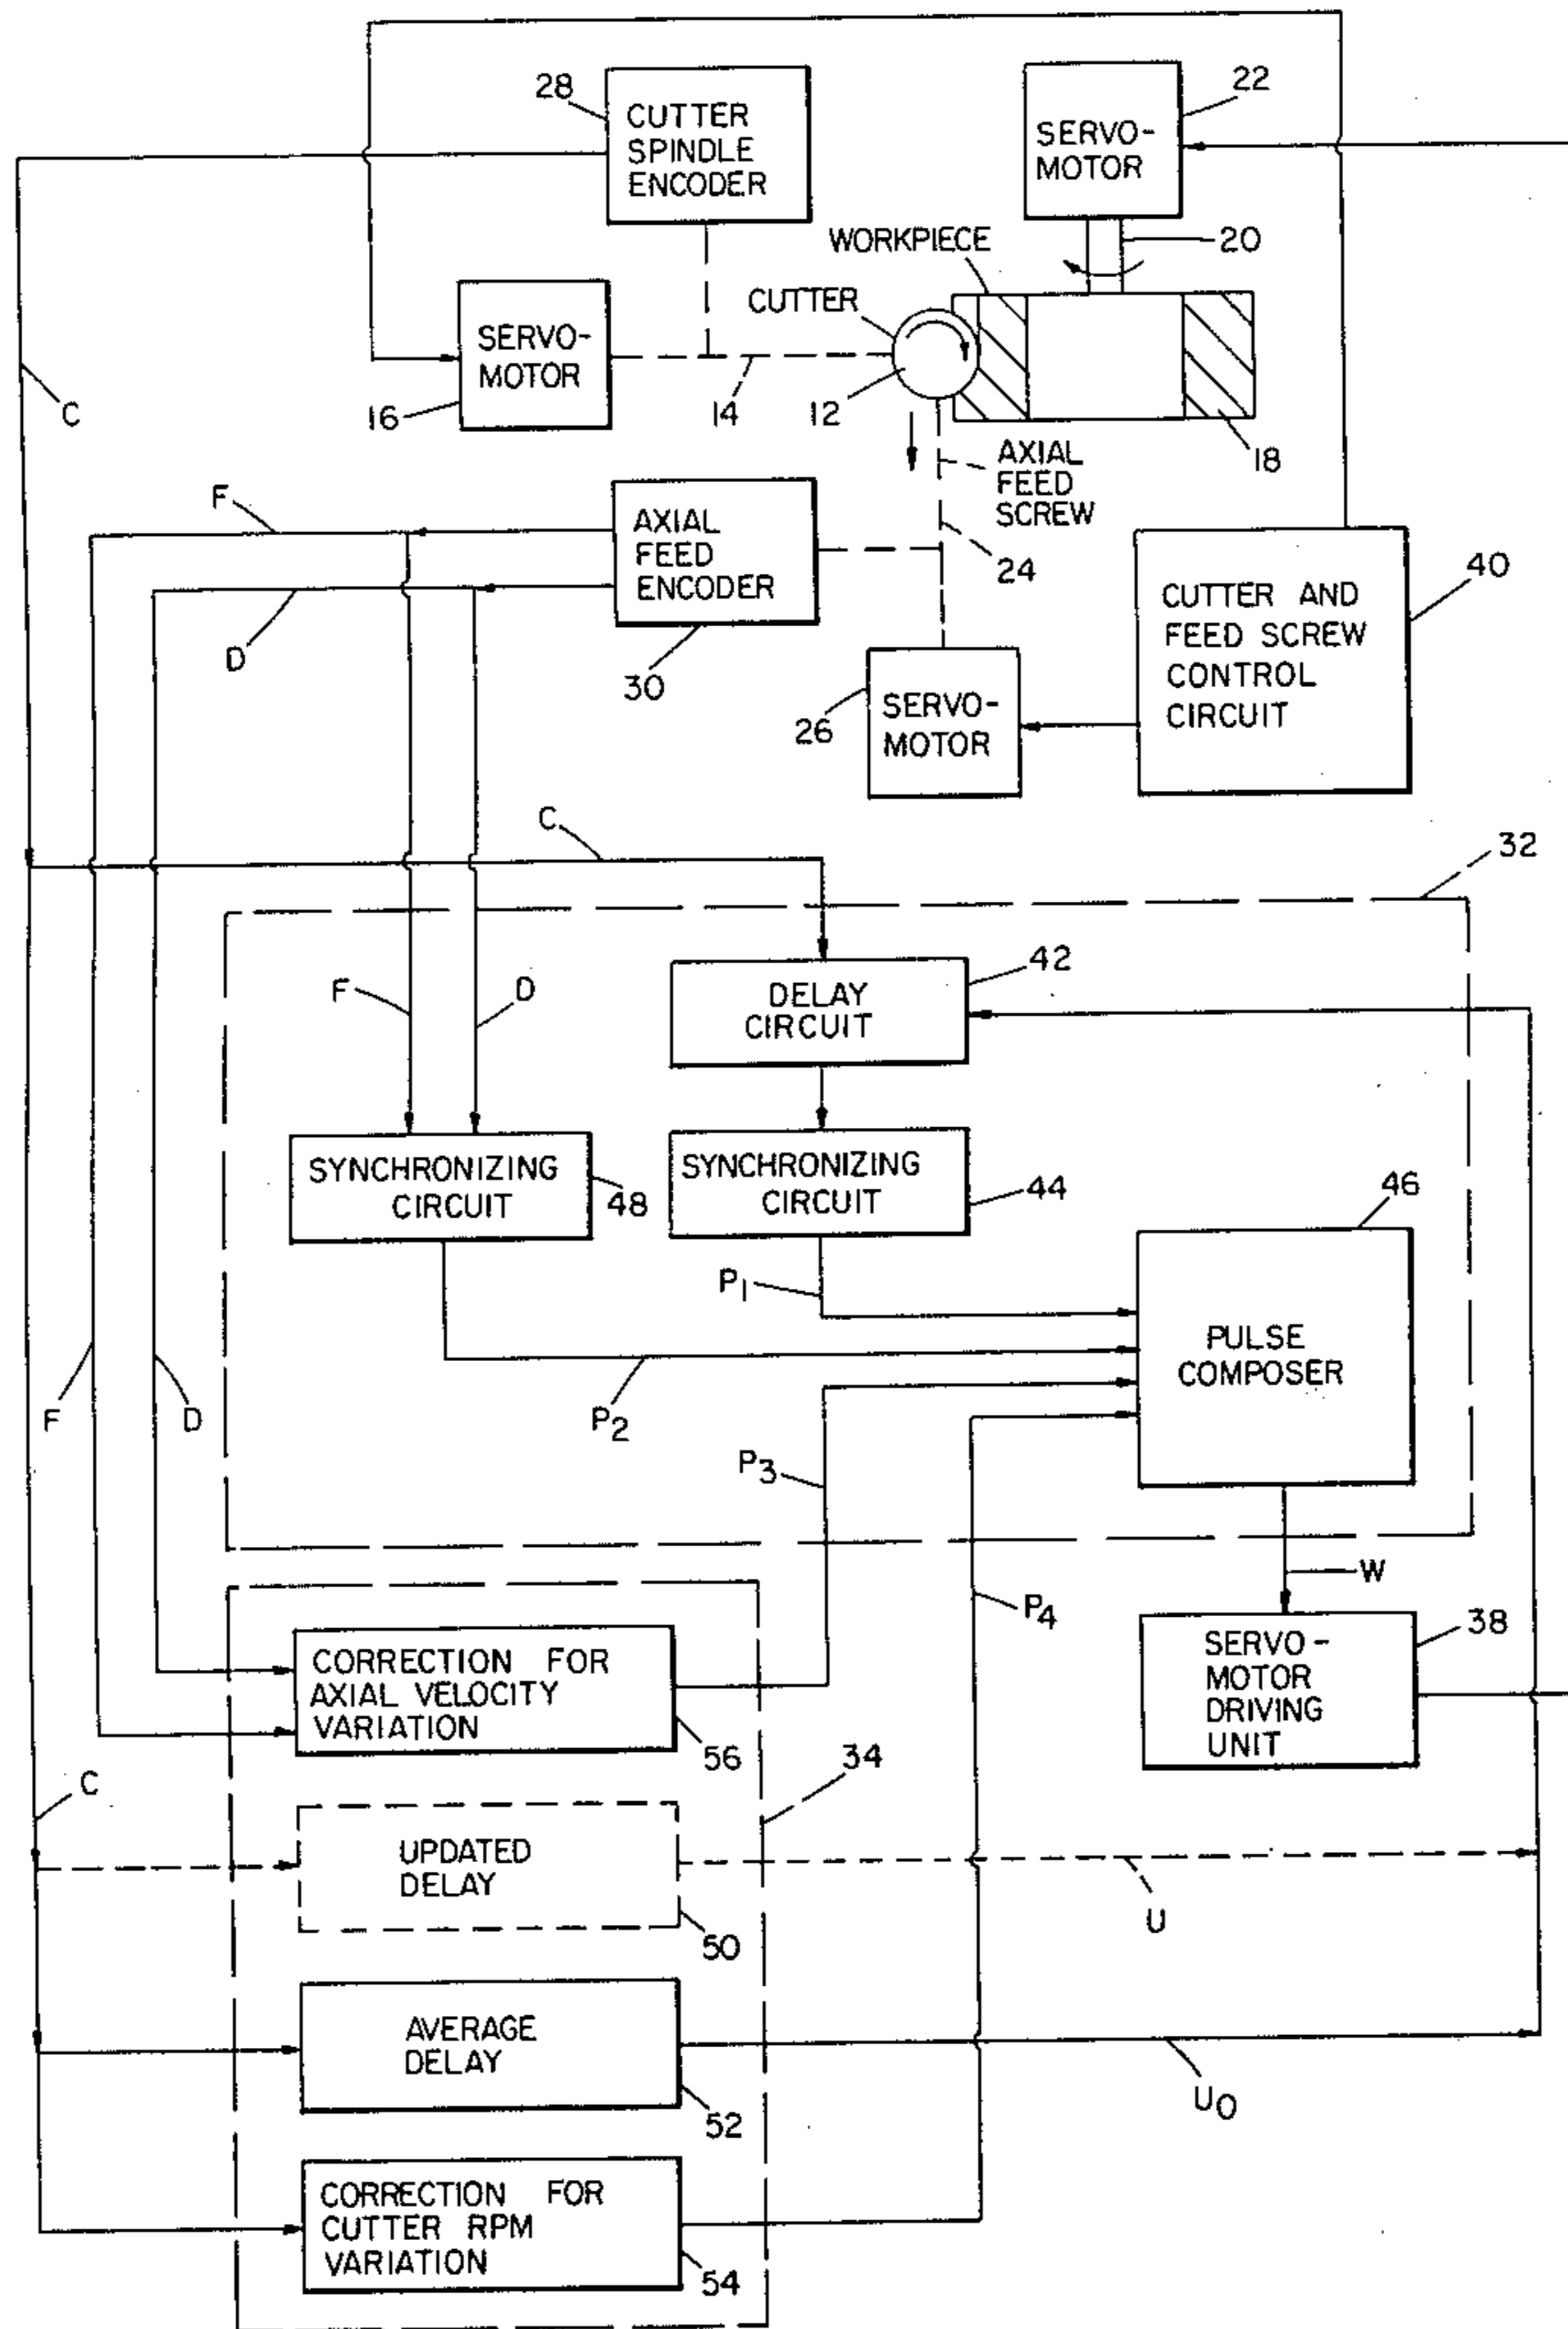 28
CUTTER
SPINDLE
ENCODER
SERVO-
MOTOR
22
20
WORKPIECE
CUTTER
SERVO-
MOTOR
16
14
12
18
C
AXIAL
FEED
SCREW
24
F
D
AXIAL
FEED
ENCODER
30
26
SERVO-
MOTOR
CUTTER AND
FEED SCREW
CONTROL
CIRCUIT
40
C
32
F
D
DELAY
CIRCUIT
42
SYNCHRONIZING
CIRCUIT
48
SYNCHRONIZING
CIRCUIT
44
46
P1
PULSE
COMPOSER
F
D
P2
P3
W
P4
CORRECTION FOR
AXIAL VELOCITY
VARIATION
56
SERVO-
MOTOR
DRIVING
UNIT
38
34
C
UPDATED
DELAY
50
U
AVERAGE
DELAY
52
U0
CORRECTION FOR
CUTTER RPM
VARIATION
54